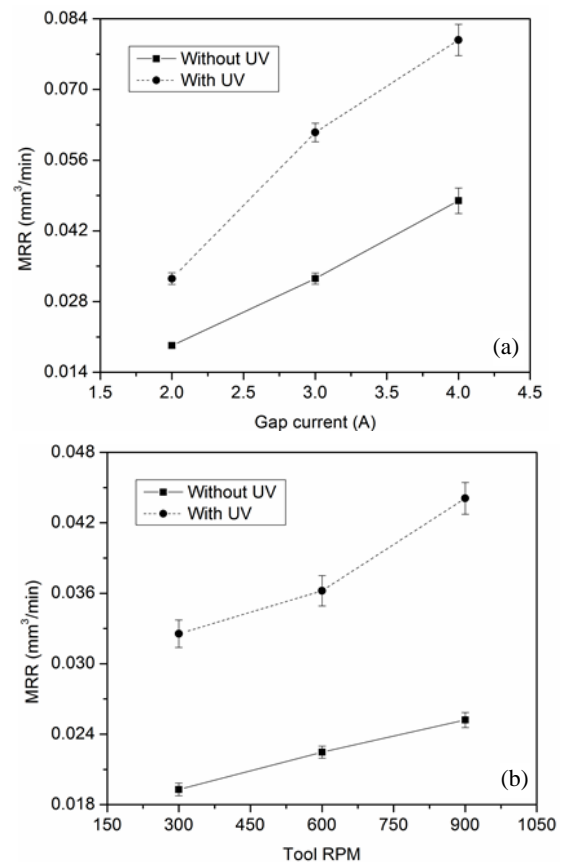 0.084
0.070
0.056
0.042
0.028
0.014
MRR (mm³/min)
Without UV
With UV
(a)
1.5 2.0 2.5 3.0 3.5 4.0 4.5
Gap current (A)
0.048
0.042
0.036
0.030
0.024
0.018
MRR (mm³/min)
Without UV
With UV
(b)
150 300 450 600 750 900 1050
Tool RPM